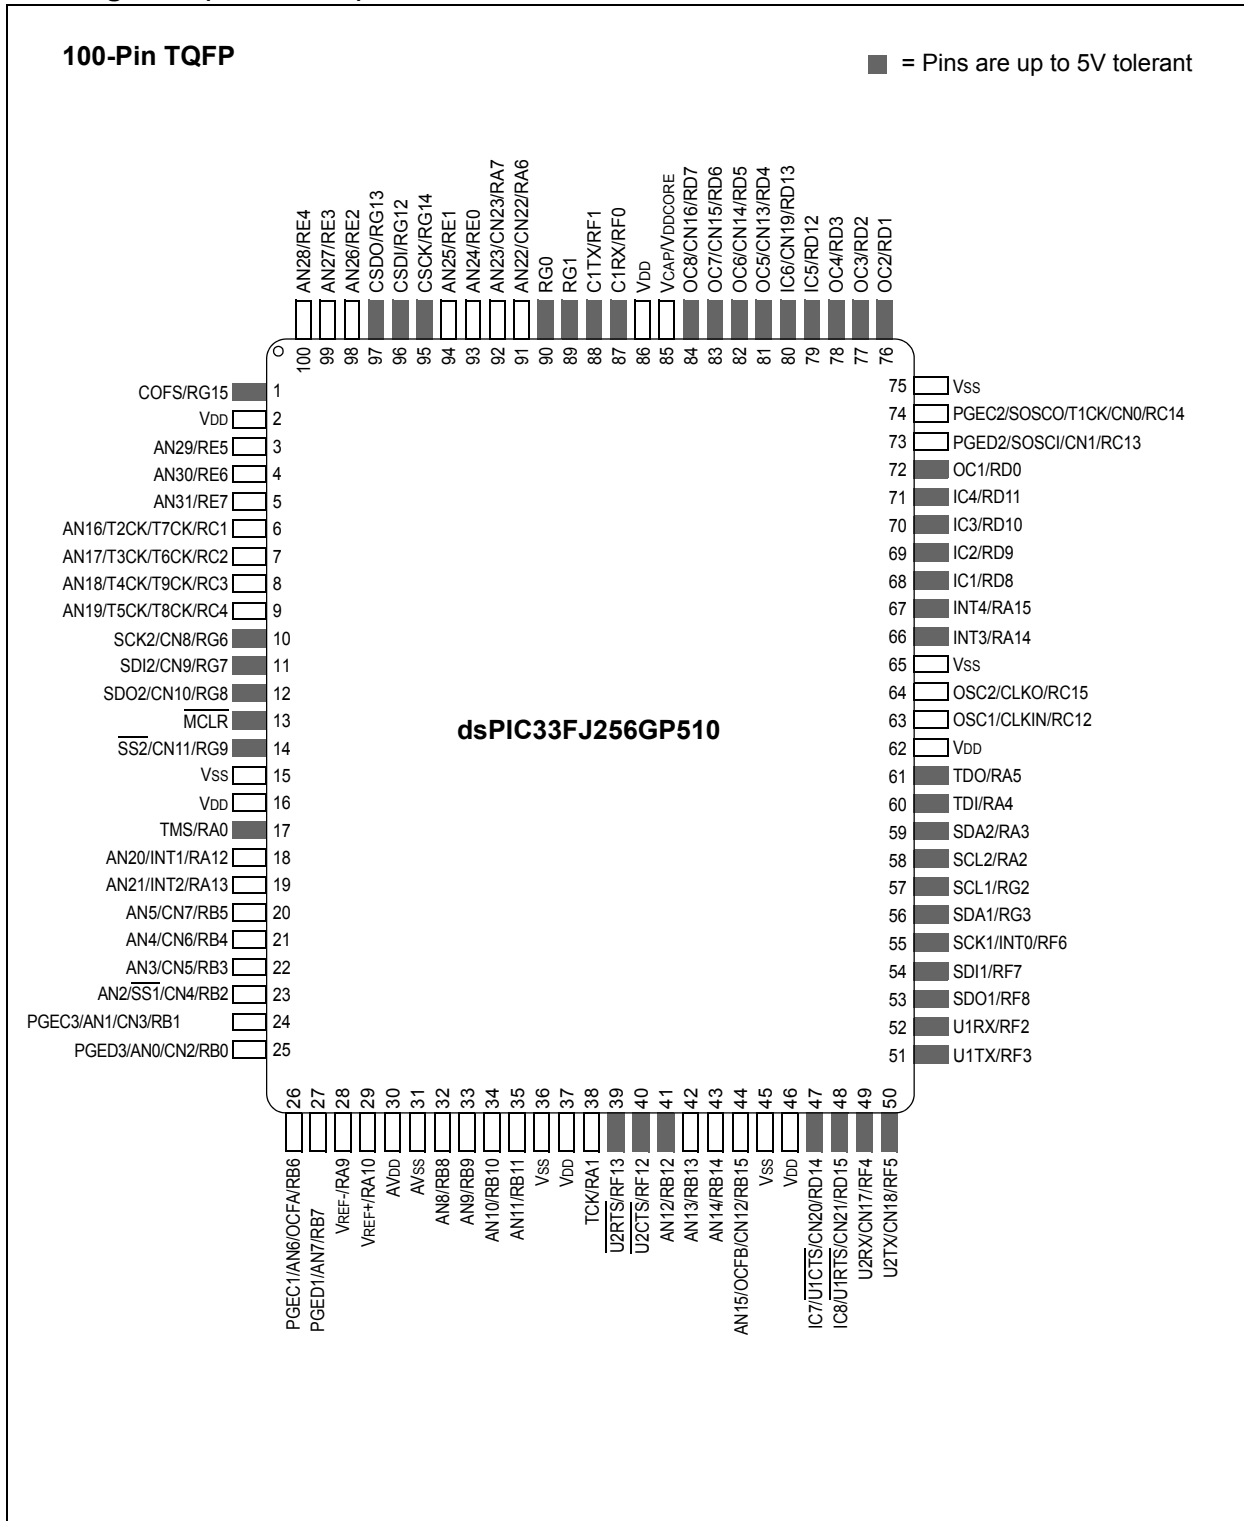 100-Pin TQFP
= Pins are up to 5V tolerant
AN28/RE4
AN27/RE3
AN26/RE2
CSDO/RG13
CSDI/RG12
CSCK/RG14
AN25/RE1
AN24/RE0
AN23/CN23/RA7
AN22/CN22/RA6
RG0
RG1
C1TX/RF1
C1RX/RF0
VDD
VCAP/VDDCORE
OC8/CN16/RD7
OC7/CN15/RD6
OC6/CN14/RD5
OC5/CN13/RD4
IC6/CN19/RD13
IC5/RD12
OC4/RD3
OC3/RD2
OC2/RD1
100
99
98
97
96
95
94
93
92
91
90
89
88
87
86
85
84
83
82
81
80
79
78
77
76
COFS/RG15 1
VDD 2
AN29/RE5 3
AN30/RE6 4
AN31/RE7 5
AN16/T2CK/T7CK/RC1 6
AN17/T3CK/T6CK/RC2 7
AN18/T4CK/T9CK/RC3 8
AN19/T5CK/T8CK/RC4 9
SCK2/CN8/RG6 10
SDI2/CN9/RG7 11
SDO2/CN10/RG8 12
MCLR 13
SS2/CN11/RG9 14
VSS 15
VDD 16
TMS/RA0 17
AN20/INT1/RA12 18
AN21/INT2/RA13 19
AN5/CN7/RB5 20
AN4/CN6/RB4 21
AN3/CN5/RB3 22
AN2/SS1/CN4/RB2 23
PGEC3/AN1/CN3/RB1 24
PGED3/AN0/CN2/RB0 25
dsPIC33FJ256GP510
75 VSS
74 PGEC2/SOSCO/T1CK/CN0/RC14
73 PGED2/SOSCI/CN1/RC13
72 OC1/RD0
71 IC4/RD11
70 IC3/RD10
69 IC2/RD9
68 IC1/RD8
67 INT4/RA15
66 INT3/RA14
65 VSS
64 OSC2/CLKO/RC15
63 OSC1/CLKIN/RC12
62 VDD
61 TDO/RA5
60 TDI/RA4
59 SDA2/RA3
58 SCL2/RA2
57 SCL1/RG2
56 SDA1/RG3
55 SCK1/INT0/RF6
54 SDI1/RF7
53 SDO1/RF8
52 U1RX/RF2
51 U1TX/RF3
26
27
28
29
30
31
32
33
34
35
36
37
38
39
40
41
42
43
44
45
46
47
48
49
50
PGEC1/AN6/OCFA/RB6
PGED1/AN7/RB7
VREF-/RA9
VREF+/RA10
AVDD
AVSS
AN8/RB8
AN9/RB9
AN10/RB10
AN11/RB11
VSS
VDD
TCK/RA1
U2RTS/RF13
U2CTS/RF12
AN12/RB12
AN13/RB13
AN14/RB14
AN15/OCFB/CN12/RB15
VSS
VDD
IC7/U1CTS/CN20/RD14
IC8/U1RTS/CN21/RD15
U2RX/CN17/RF4
U2TX/CN18/RF5